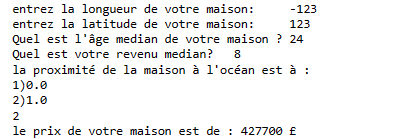 entrez la longueur de votre maison: -123
entrez la latitude de votre maison: 123
Quel est l'âge median de votre maison ? 24
Quel est votre revenu median? 8
la proximité de la maison à l'océan est à :
1)0.0
2)1.0
2
le prix de votre maison est de : 427700 £